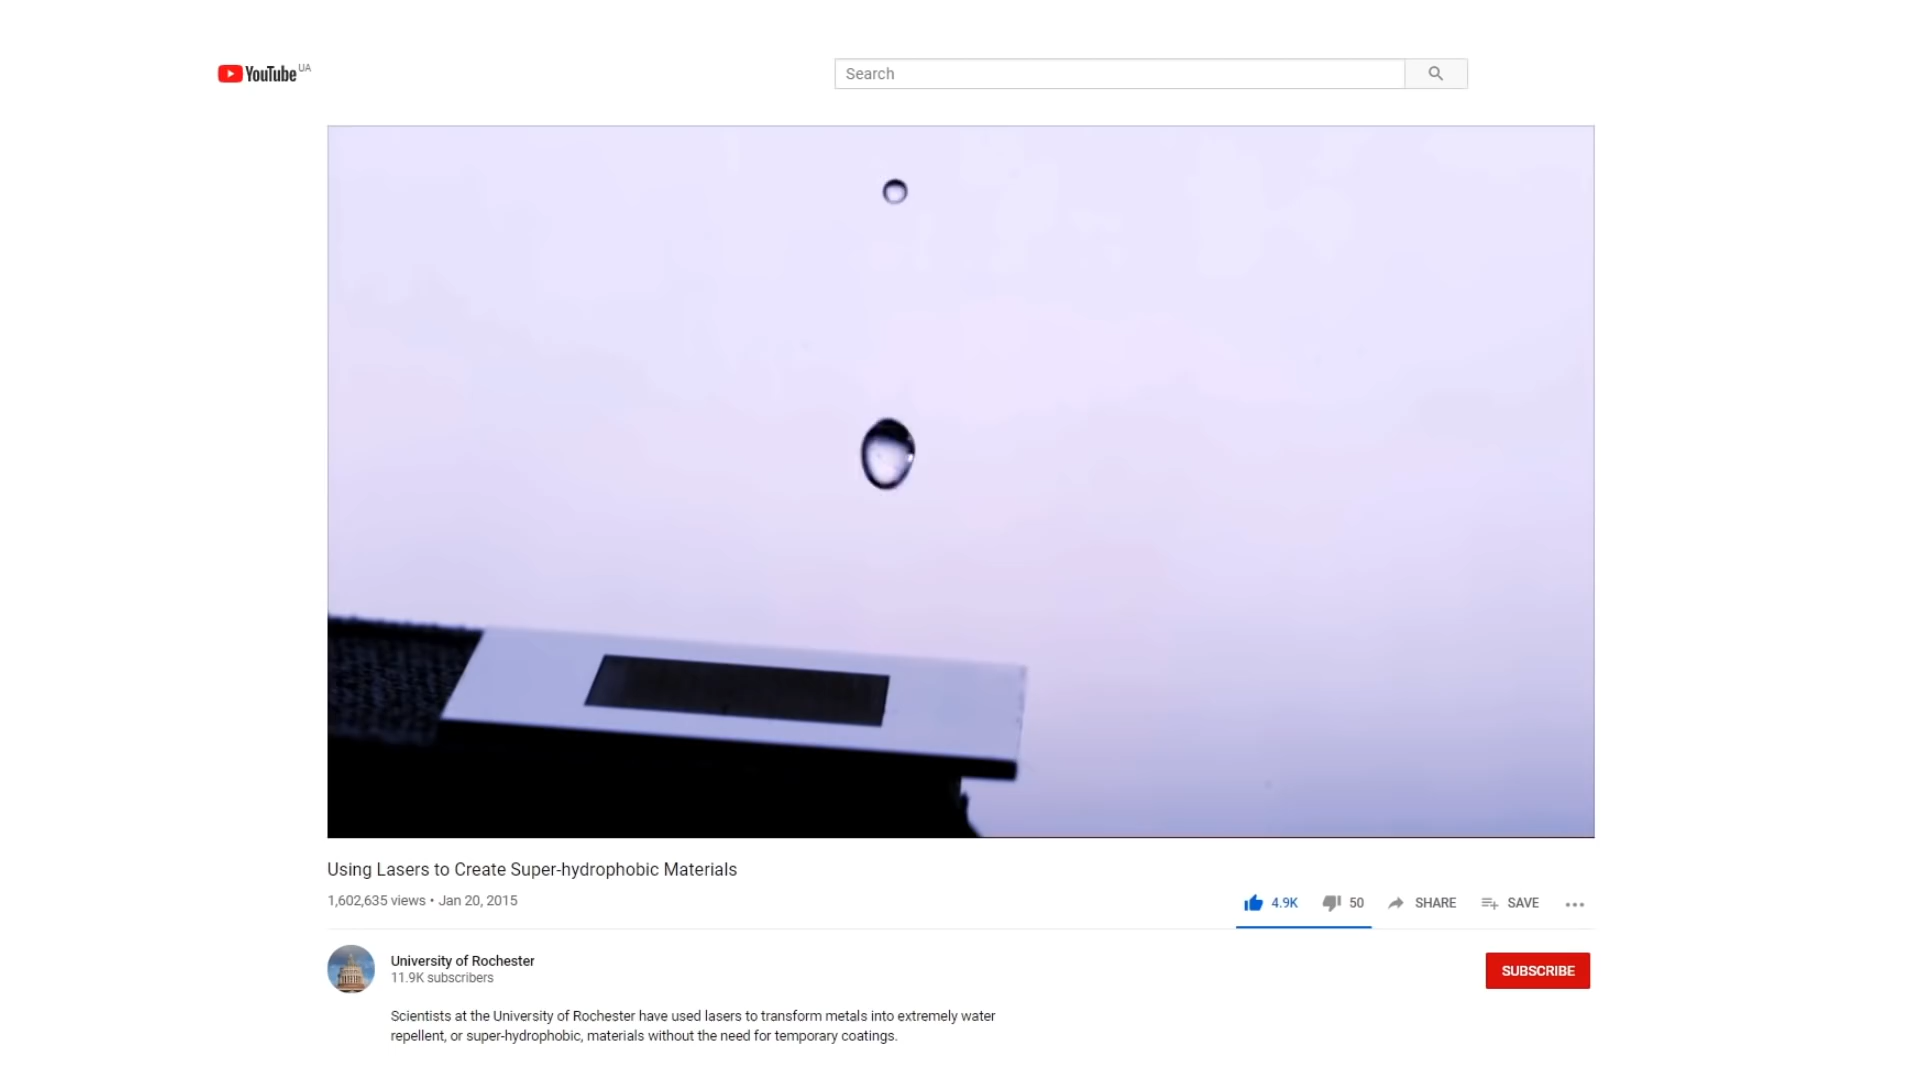 YouTube UA
Search
Using Lasers to Create Super-hydrophobic Materials
1,602,635 views • Jan 20, 2015
4.9K 50 SHARE SAVE
University of Rochester
11.9K subscribers
SUBSCRIBE
Scientists at the University of Rochester have used lasers to transform metals into extremely water
repellent, or super-hydrophobic, materials without the need for temporary coatings.